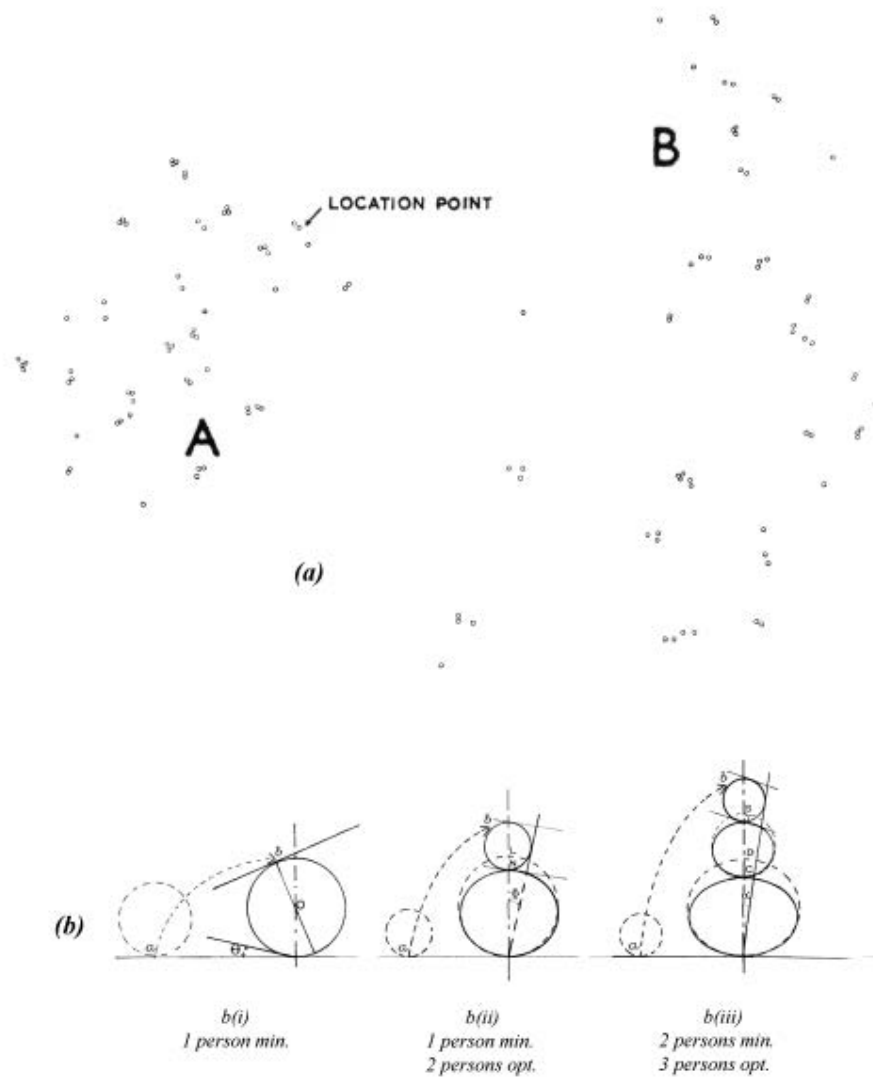 B
LOCATION POINT
A
(a)
(b)
b(i)
1 person min.
b(ii)
1 person min.
2 persons opt.
b(iii)
2 persons min.
3 persons opt.